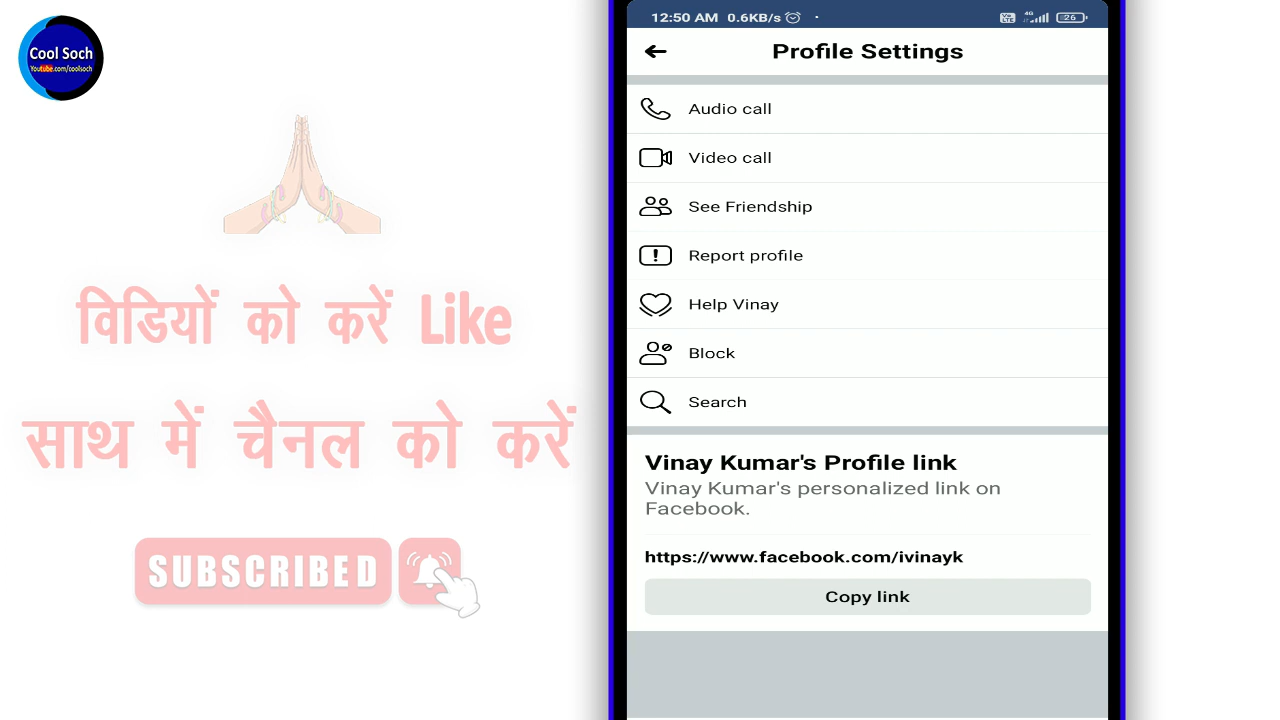 Cool Soch
Youtube.com/coolsoch
विडियों को करें Like
साथ में चैनल को करें
SUBSCRIBED
12:50 AM 0.6KB/s
4G
26
Profile Settings
Audio call
Video call
See Friendship
Report profile
Help Vinay
Block
Search
Vinay Kumar's Profile link
Vinay Kumar's personalized link on
Facebook.
https://www.facebook.com/ivinayk
Copy link